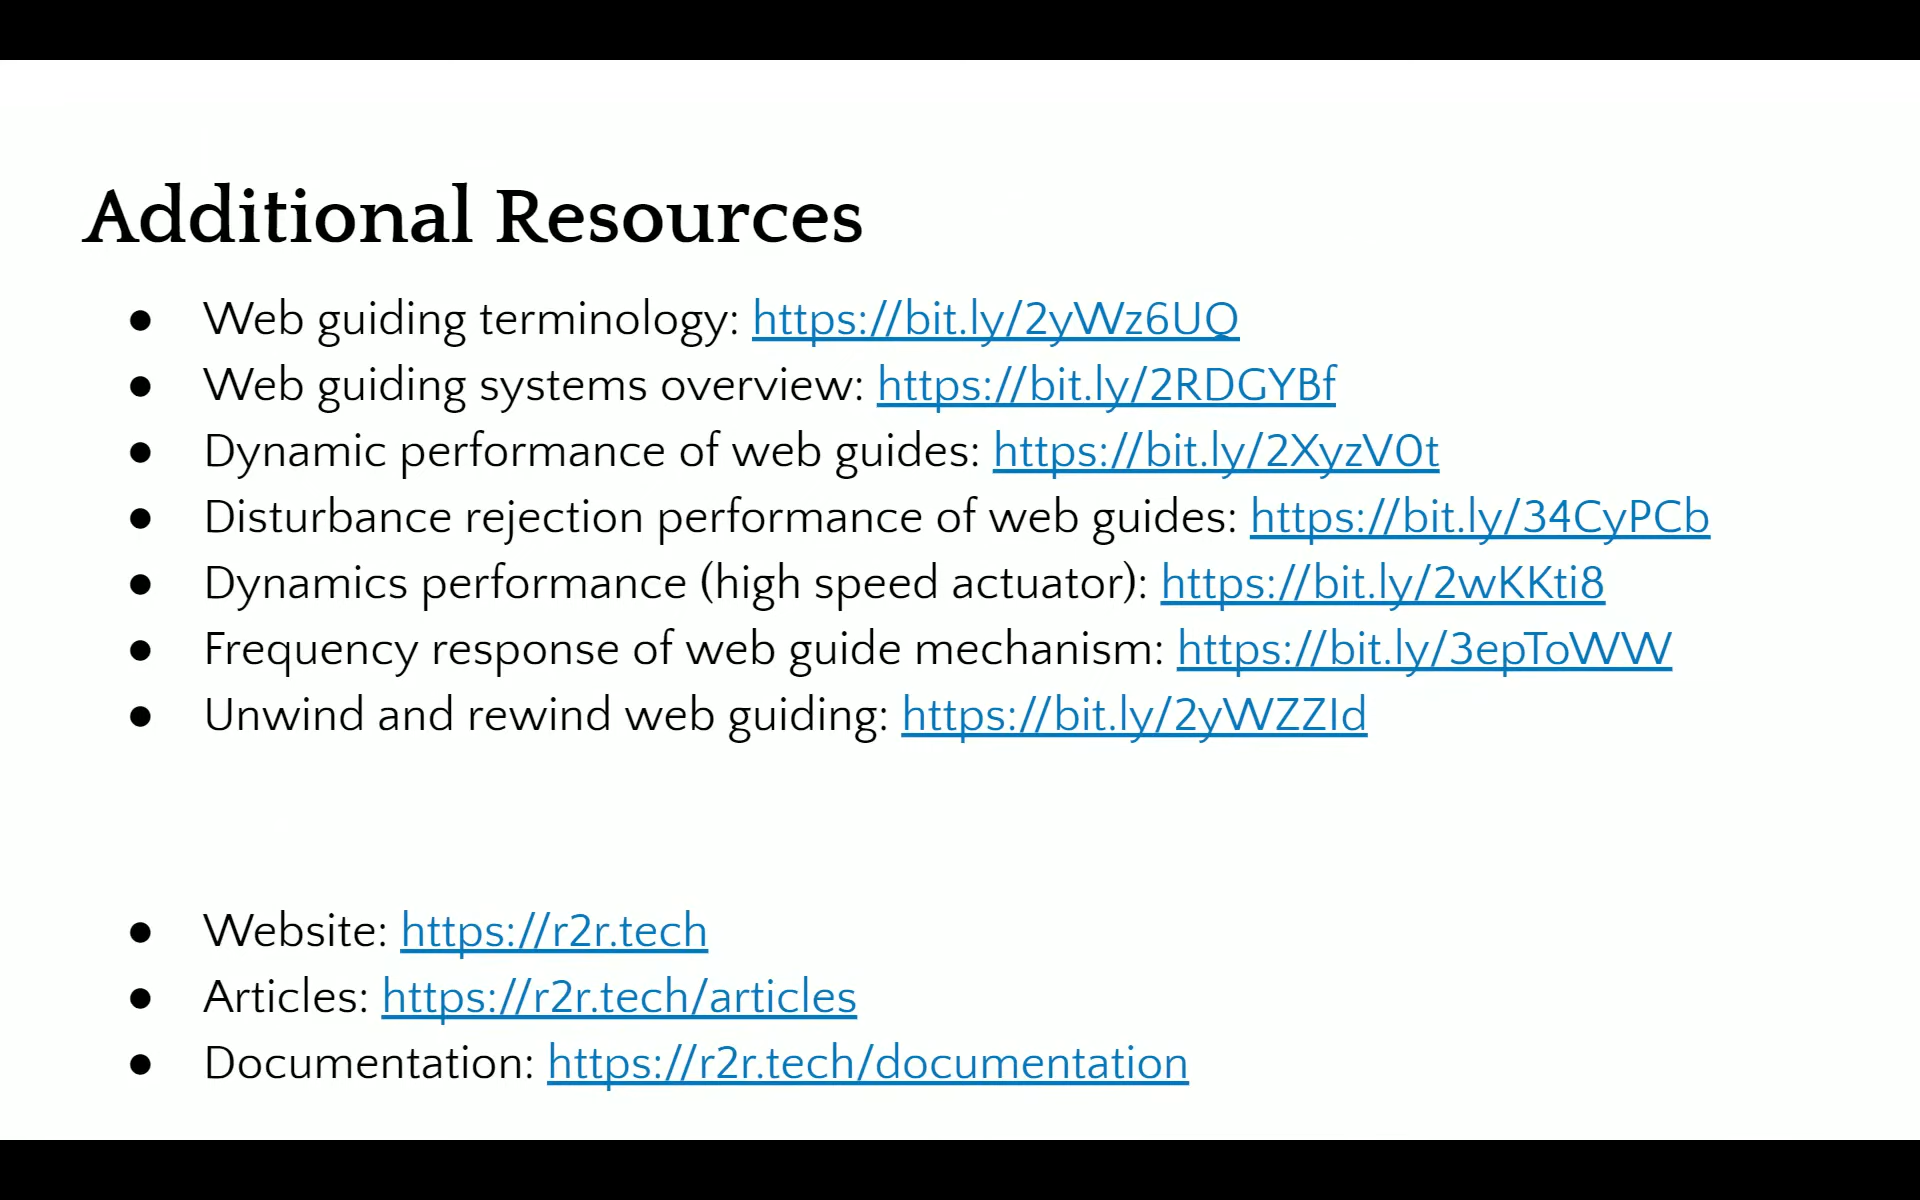 Additional Resources
● Web guiding terminology: https://bit.ly/2yWz6UQ
● Web guiding systems overview: https://bit.ly/2RDGYBf
● Dynamic performance of web guides: https://bit.ly/2XyzV0t
● Disturbance rejection performance of web guides: https://bit.ly/34CyPCb
● Dynamics performance (high speed actuator): https://bit.ly/2wKKti8
● Frequency response of web guide mechanism: https://bit.ly/3epToWW
● Unwind and rewind web guiding: https://bit.ly/2yWZZId
● Website: https://r2r.tech
● Articles: https://r2r.tech/articles
● Documentation: https://r2r.tech/documentation